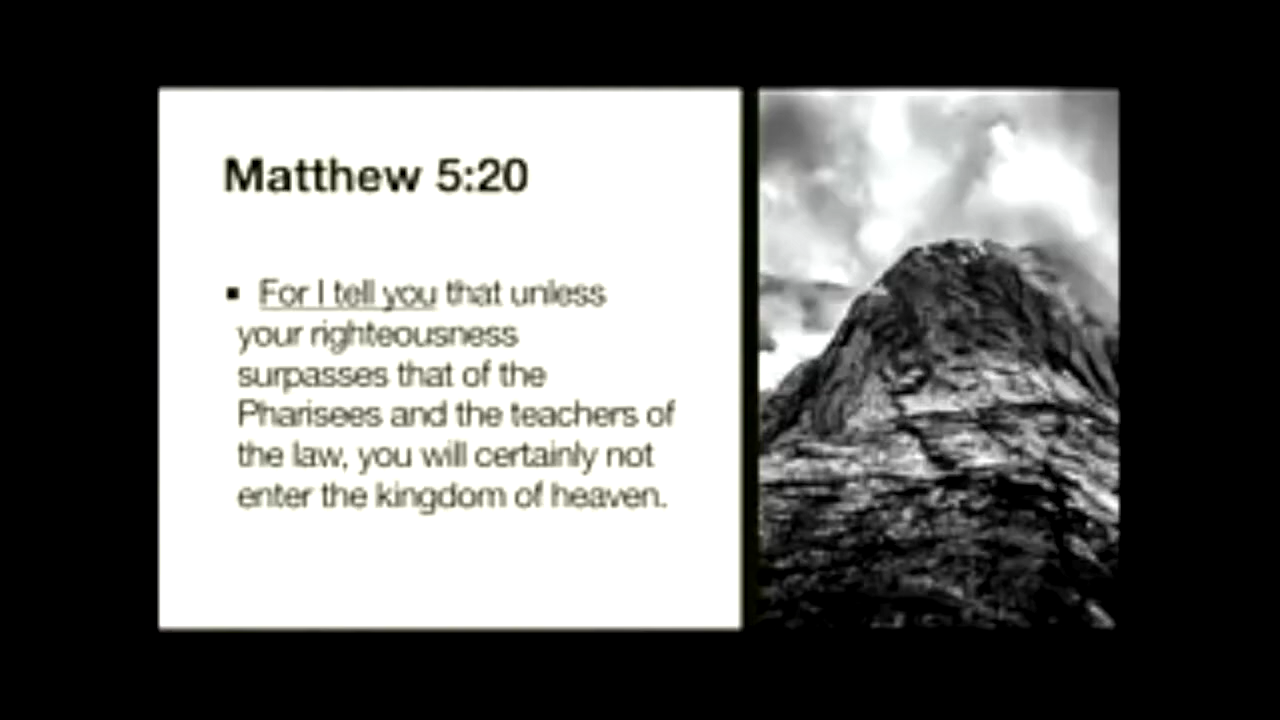 Matthew 5:20
▪ For I tell you that unless
your righteousness
surpasses that of the
Pharisees and the teachers of
the law, you will certainly not
enter the kingdom of heaven.